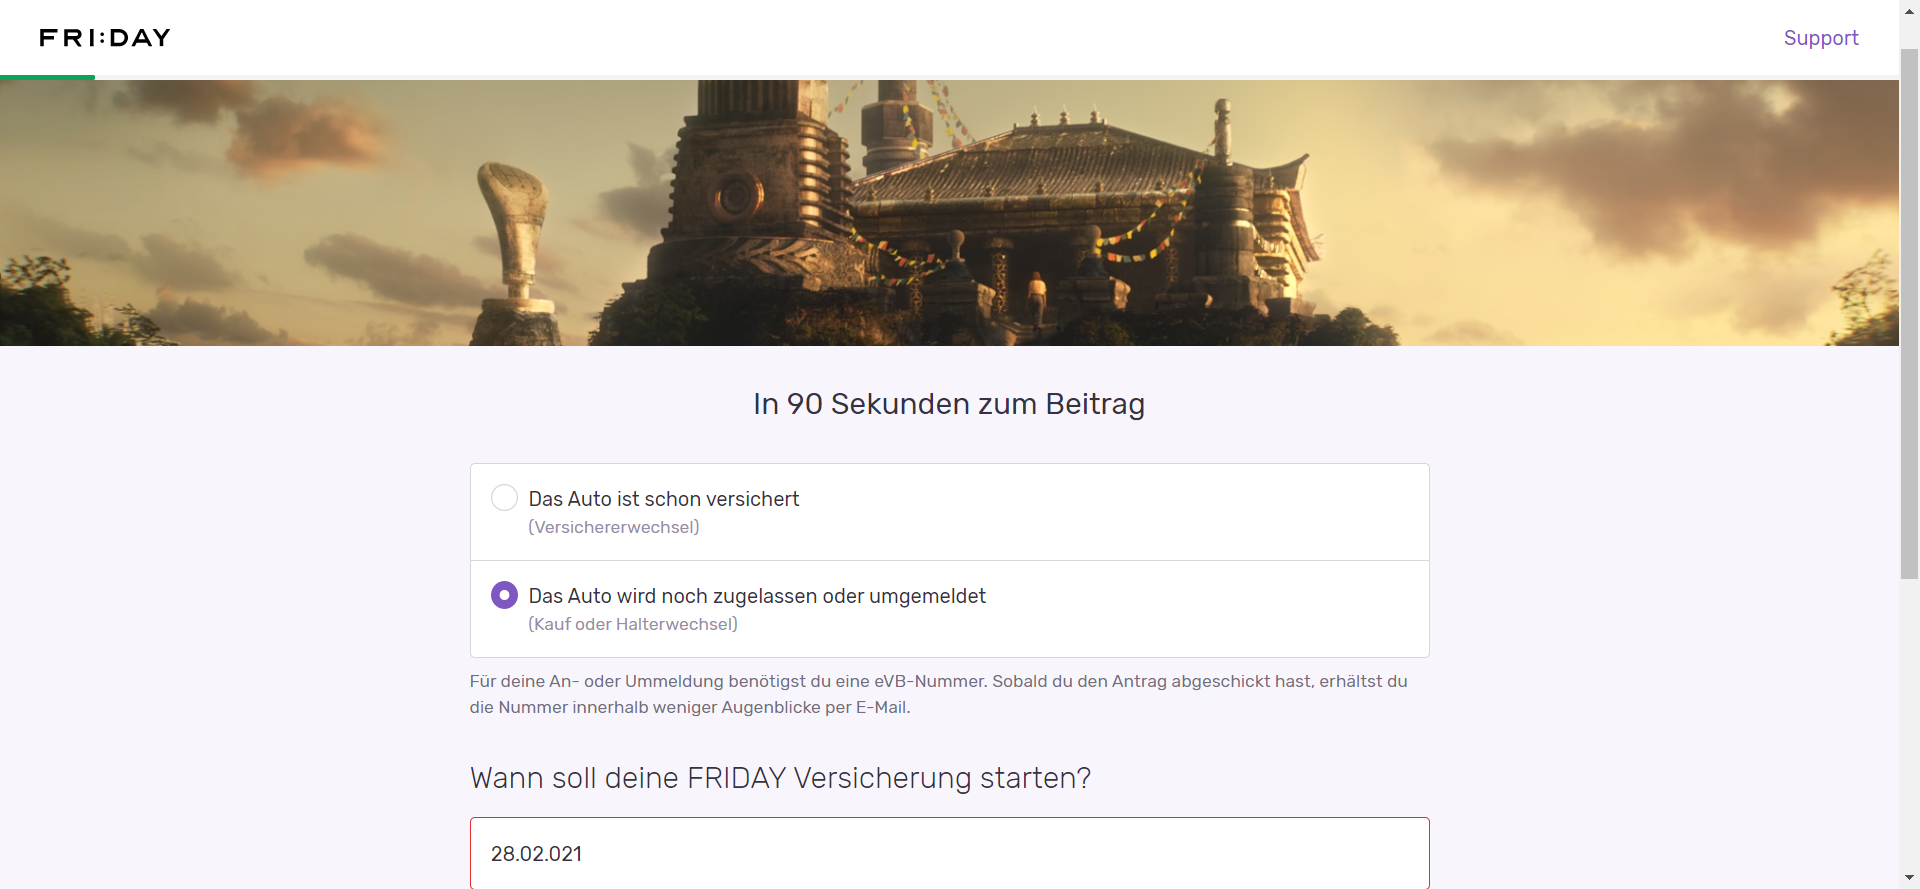 FRI:DAY
Support
In 90 Sekunden zum Beitrag
Das Auto ist schon versichert
(Versichererwechsel)
Das Auto wird noch zugelassen oder umgemeldet
(Kauf oder Halterwechsel)
Für deine An- oder Ummeldung benötigst du eine eVB-Nummer. Sobald du den Antrag abgeschickt hast, erhältst du
die Nummer innerhalb weniger Augenblicke per E-Mail.
Wann soll deine FRIDAY Versicherung starten?
28.02.021